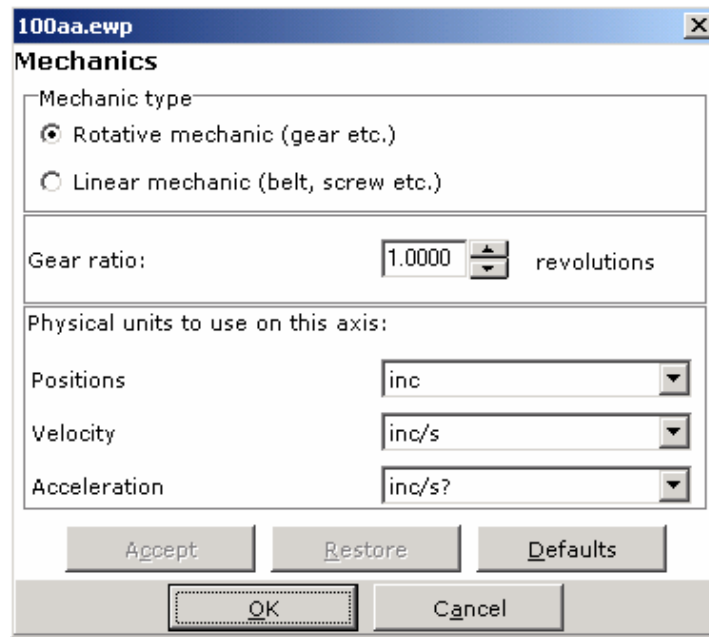 100aa.ewp
Mechanics
Mechanic type
Rotative mechanic (gear etc.)
Linear mechanic (belt, screw etc.)
Gear ratio: 1.0000 revolutions
Physical units to use on this axis:
Positions inc
Velocity inc/s
Acceleration inc/s?
Accept Restore Defaults
OK Cancel